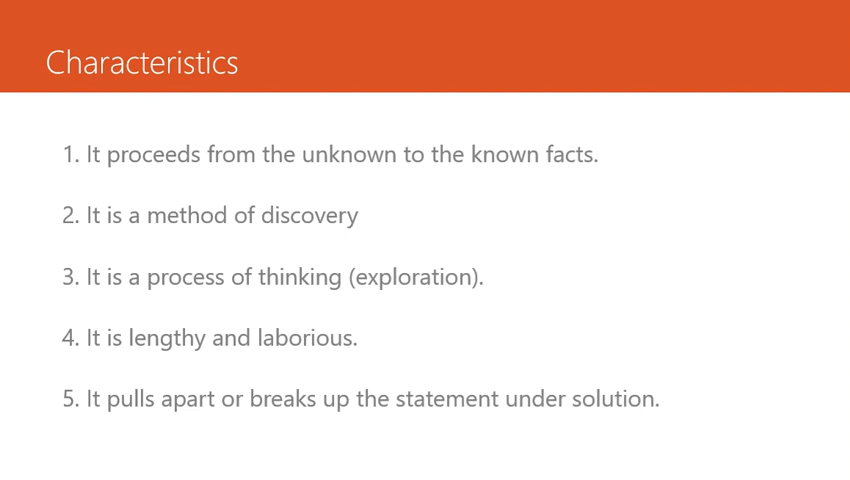 Characteristics
1. It proceeds from the unknown to the known facts.
2. It is a method of discovery
3. It is a process of thinking (exploration).
4. It is lengthy and laborious.
5. It pulls apart or breaks up the statement under solution.